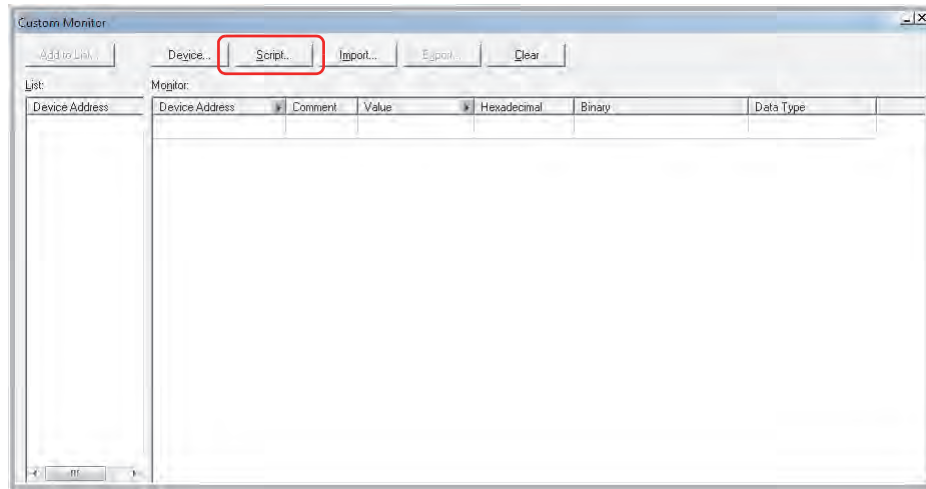 Custom Monitor
Add to Link... Device... Script... Import... Export... Clear
List: Monitor:
Device Address Device Address Comment Value Hexadecimal Binary Data Type